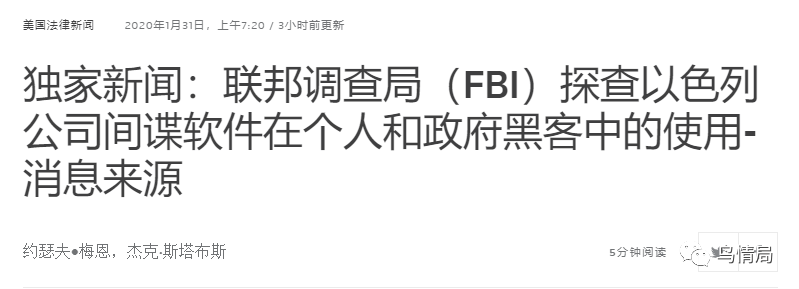 美国法律新闻 2020年1月31日，上午7:20 / 3小时前更新
独家新闻：联邦调查局（FBI）探查以色列
公司间谍软件在个人和政府黑客中的使用-
消息来源
约瑟夫●梅恩，杰克·斯塔布斯 5分钟阅读 鸟情局